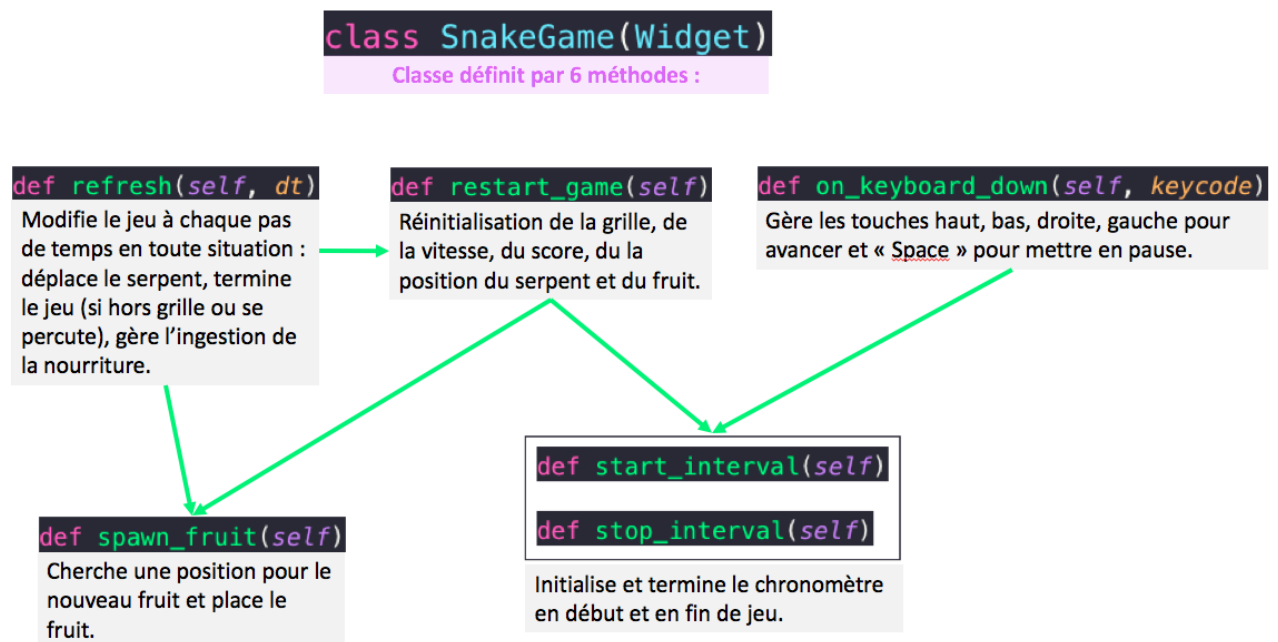 class SnakeGame(Widget)
Classe définit par 6 méthodes :
def refresh(self, dt)
Modifie le jeu à chaque pas
de temps en toute situation :
déplace le serpent, termine
le jeu (si hors grille ou se
percute), gère l'ingestion de
la nourriture.
def restart_game(self)
Réinitialisation de la grille, de
la vitesse, du score, du la
position du serpent et du fruit.
def on_keyboard_down(self, keycode)
Gère les touches haut, bas, droite, gauche pour
avancer et « Space » pour mettre en pause.
def spawn_fruit(self)
Cherche une position pour le
nouveau fruit et place le
fruit.
def start_interval(self)
def stop_interval(self)
Initialise et termine le chronomètre
en début et en fin de jeu.